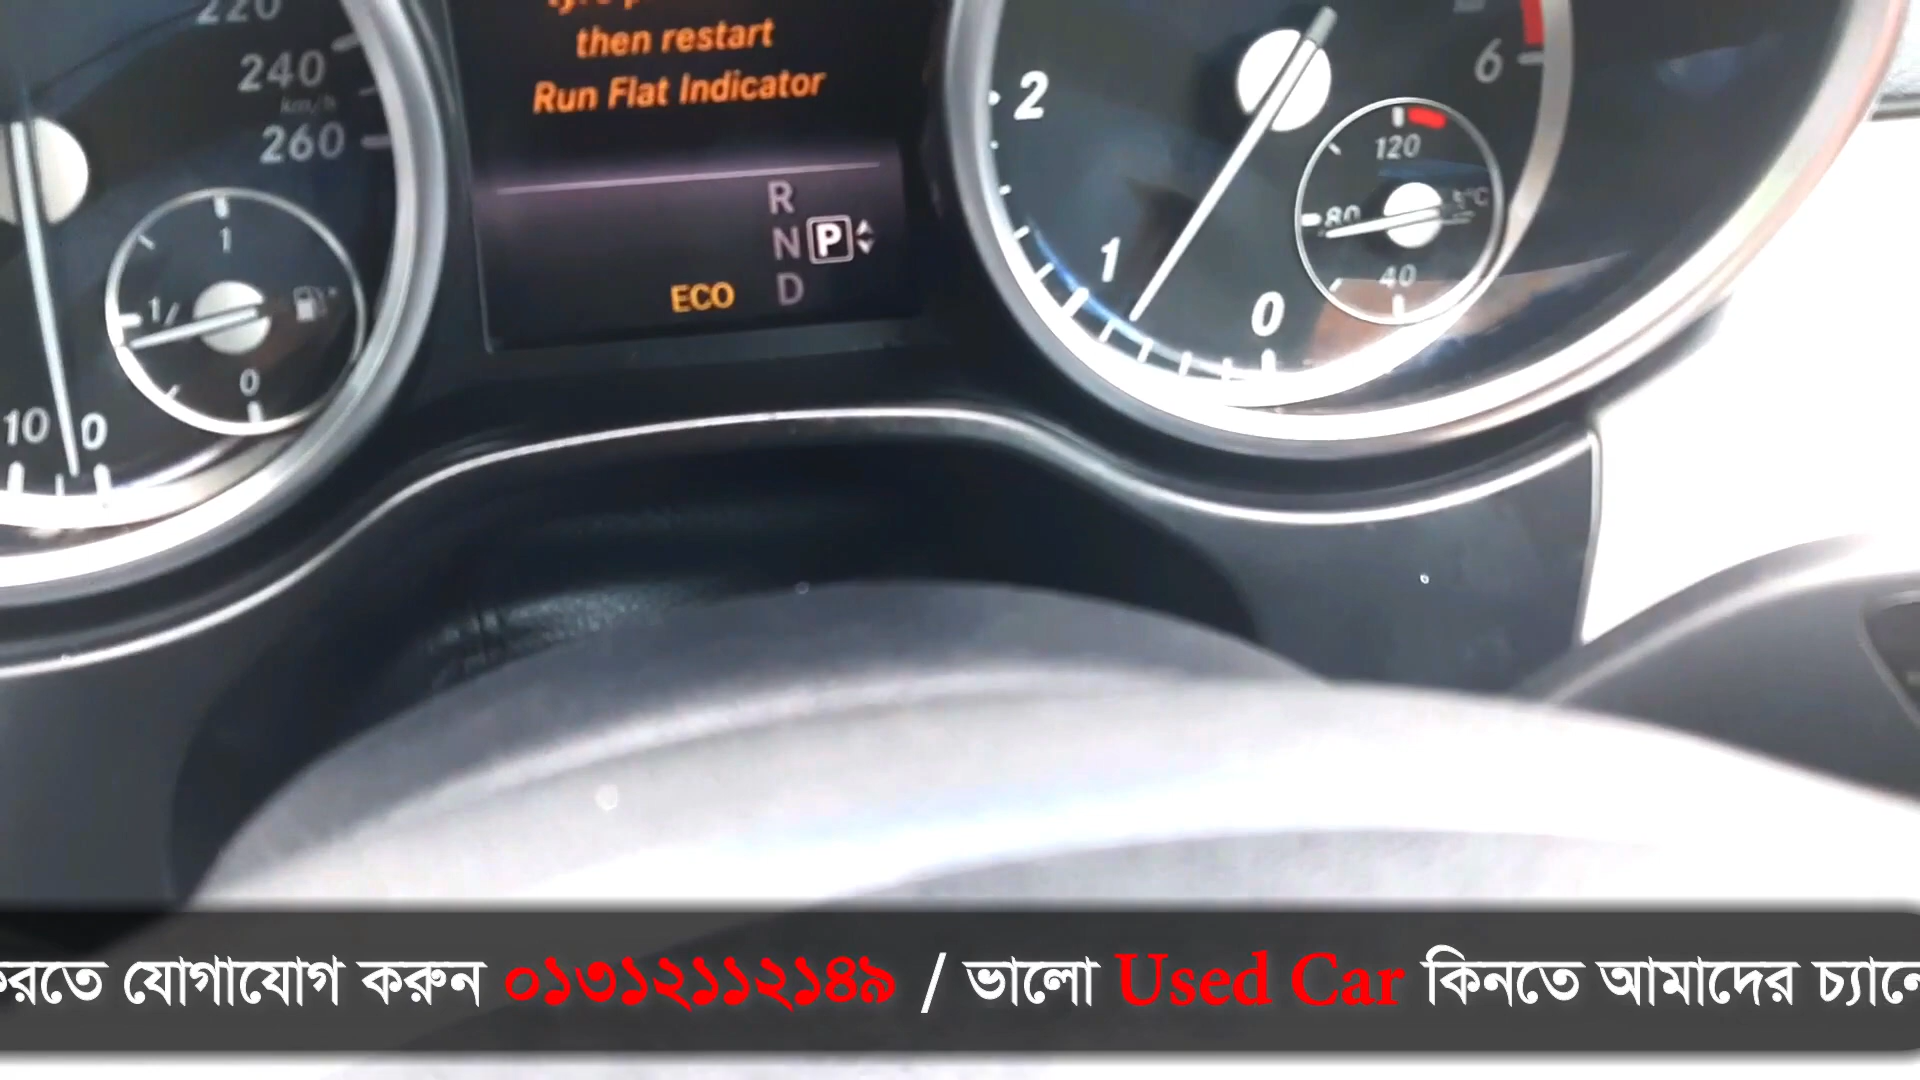 220
240
km/h
260
1
0
10 0
then restart
Run Flat Indicator
R
N P
ECO D
2
1
0
6
120
80 °C
40
করতে যোগাযোগ করুন ০১৩১২১১২১৪৯ / ভালো Used Car কিনতে আমাদের